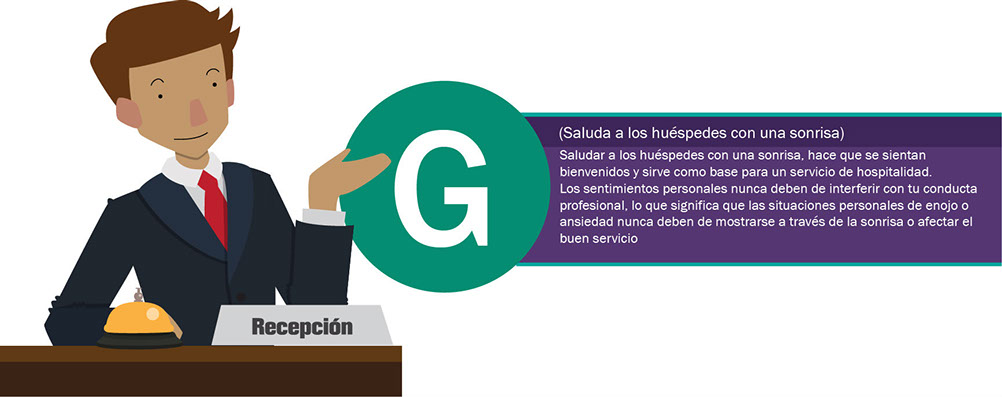 G
(Saluda a los huéspedes con una sonrisa)
Saludar a los huéspedes con una sonrisa, hace que se sientan
bienvenidos y sirve como base para un servicio de hospitalidad.
Los sentimientos personales nunca deben de interferir con tu conducta
profesional, lo que significa que las situaciones personales de enojo o
ansiedad nunca deben de mostrarse a través de la sonrisa o afectar el
buen servicio
Recepción